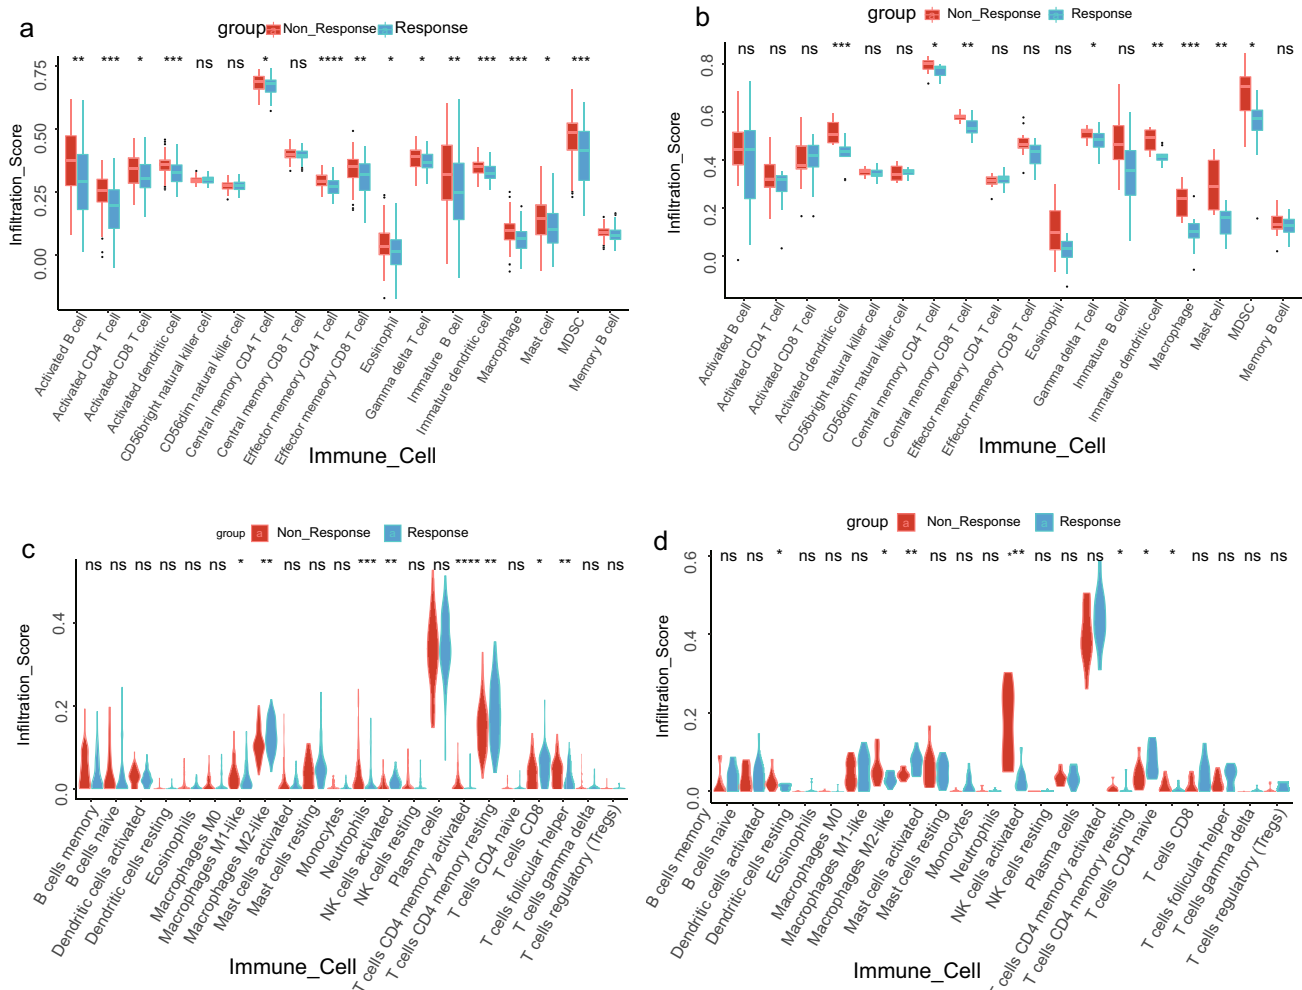 a
group Non_Response Response
** *** * *** ns ns * ns **** ** * * ** *** *** * *** ns
Infiltration_Score
0.75
0.50
0.25
0.00
Activated B cell
Activated CD4 T cell
Activated CD8 T cell
Activated dendritic cell
CD56bright natural killer cell
CD56dim natural killer cell
Central memory CD4 T cell
Central memory CD8 T cell
Effector memeory CD4 T cell
Effector memeory CD8 T cell
Eosinophil
Gamma delta T cell
Immature B cell
Immature dendritic cell
Macrophage
Mast cell
MDSC
Memory B cell
Immune_Cell
b
group Non_Response Response
ns ns ns *** ns ns * ** ns ns ns * ns ** *** ** * ns
Infiltration_Score
0.8
0.6
0.4
0.2
0.0
Activated B cell
Activated CD4 T cell
Activated CD8 T cell
Activated dendritic cell
CD56bright natural killer cell
CD56dim natural killer cell
Central memory CD4 T cell
Central memory CD8 T cell
Effector memeory CD4 T cell
Effector memeory CD8 T cell
Eosinophil
Gamma delta T cell
Immature B cell
Immature dendritic cell
Macrophage
Mast cell
MDSC
Memory B cell
Immune_Cell
c
group a Non_Response a Response
ns ns ns ns ns ns * ** ns ns ns *** ** ns ns **** ** ns * ** ns ns
Infiltration_Score
0.4
0.2
0.0
B cells memory
B cells naive
Dendritic cells activated
Dendritic cells resting
Eosinophils
Macrophages M0
Macrophages M1-like
Macrophages M2-like
Mast cells activated
Mast cells resting
Monocytes
Neutrophils
NK cells activated
NK cells resting
Plasma cells
T cells CD4 memory activated
T cells CD4 memory resting
T cells CD4 naive
T cells CD8
T cells follicular helper
T cells gamma delta
T cells regulatory (Tregs)
Immune_Cell
d
group a Non_Response a Response
ns ns * ns ns ns * ** ns ns ns *** ns ns ns * * * ns ns ns
Infiltration_Score
0.6
0.4
0.2
0.0
B cells memory
B cells naive
Dendritic cells activated
Dendritic cells resting
Eosinophils
Macrophages M0
Macrophages M1-like
Macrophages M2-like
Mast cells activated
Mast cells resting
Monocytes
Neutrophils
NK cells activated
NK cells resting
Plasma cells
T cells CD4 memory activated
T cells CD4 memory resting
T cells CD4 naive
T cells CD8
T cells follicular helper
T cells gamma delta
T cells regulatory (Tregs)
Immune_Cell